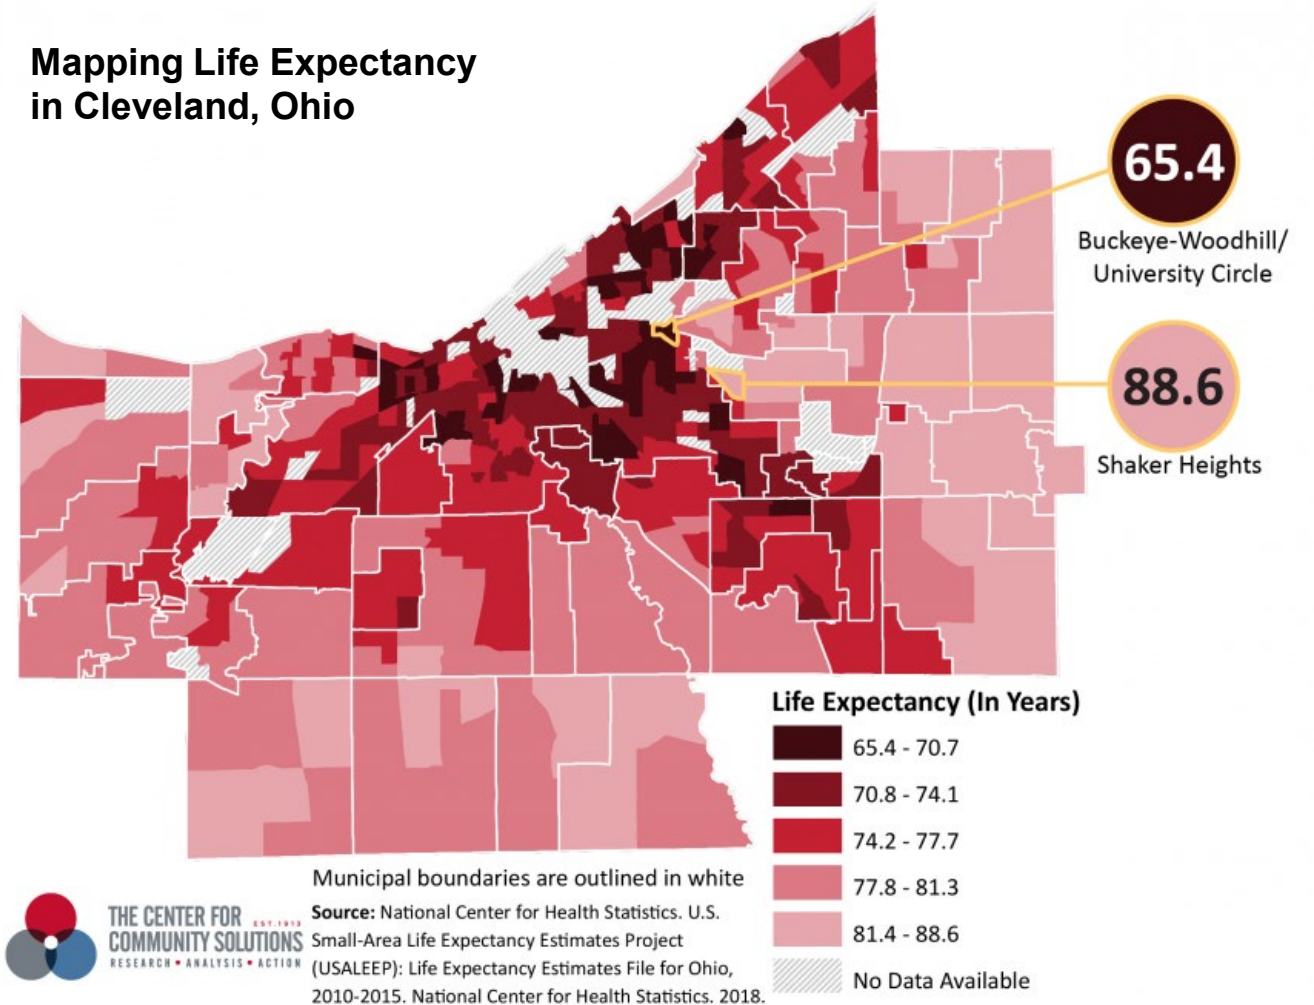 Mapping Life Expectancy
in Cleveland, Ohio
65.4
Buckeye-Woodhill/
University Circle
88.6
Shaker Heights
Life Expectancy (In Years)
65.4 - 70.7
70.8 - 74.1
74.2 - 77.7
77.8 - 81.3
81.4 - 88.6
No Data Available
Municipal boundaries are outlined in white
Source: National Center for Health Statistics. U.S.
Small-Area Life Expectancy Estimates Project
(USALEEP): Life Expectancy Estimates File for Ohio,
2010-2015. National Center for Health Statistics. 2018.
THE CENTER FOR
EST.1913
COMMUNITY SOLUTIONS
RESEARCH • ANALYSIS • ACTION